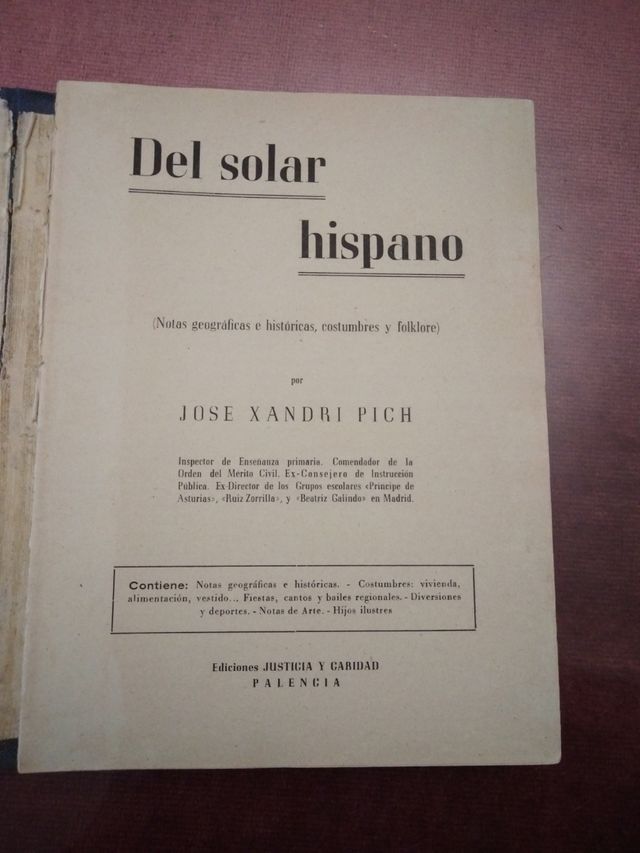 Del solar
hispano
(Notas geográficas e históricas, costumbres y folklore)
por
JOSE XANDRI PICH
Inspector de Enseñanza primaria. Comendador de la
Orden del Mérito Civil. Ex-Consejero de Instrucción
Pública. Ex-Director de los Grupos escolares «Príncipe de
Asturias», «Ruiz Zorrilla», y «Beatriz Galindo» en Madrid.
Contiene: Notas geográficas e históricas. - Costumbres: vivienda,
alimentación, vestido... Fiestas, cantos y bailes regionales. - Diversiones
y deportes. - Notas de Arte. - Hijos ilustres
Ediciones JUSTICIA Y CARIDAD
PALENCIA